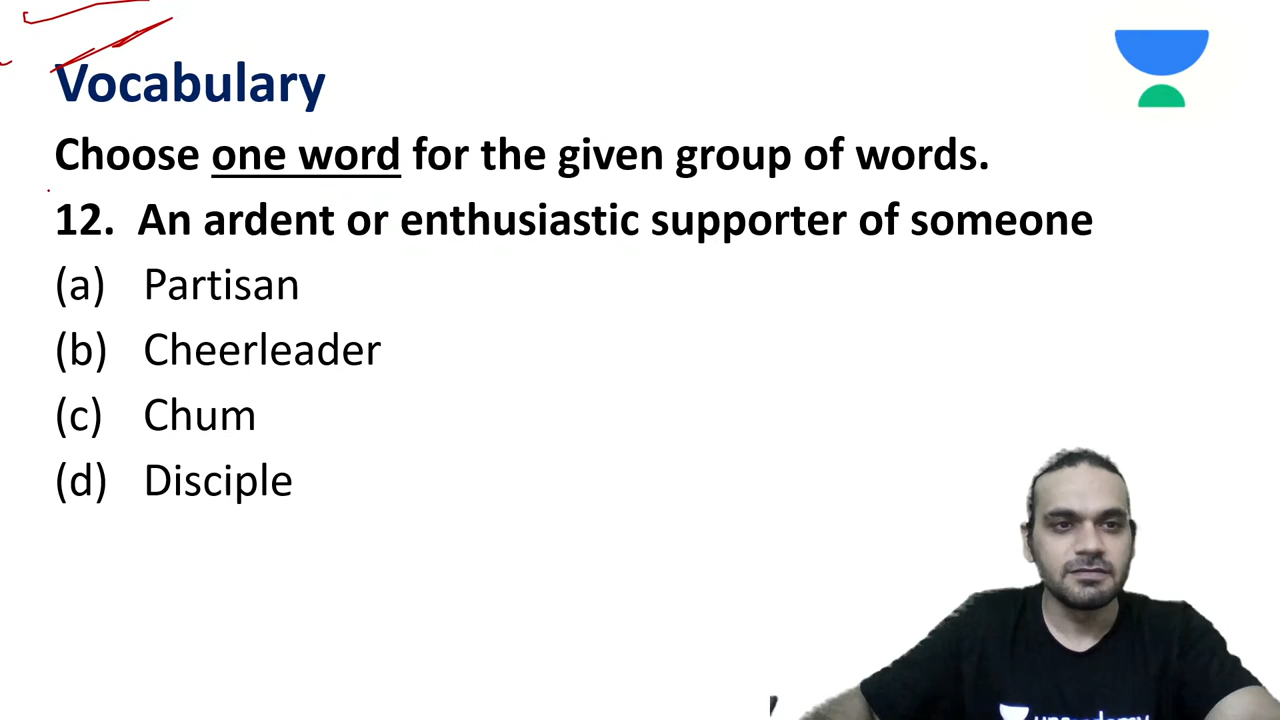 Vocabulary
Choose one word for the given group of words.
12. An ardent or enthusiastic supporter of someone
(a) Partisan
(b) Cheerleader
(c) Chum
(d) Disciple